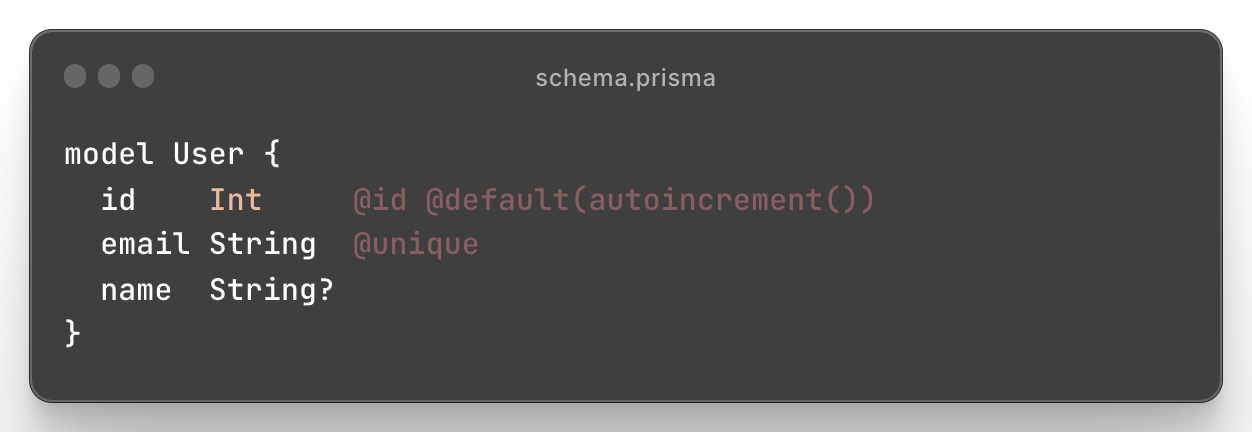 schema.prisma
model User {
  id    Int     @id @default(autoincrement())
  email String  @unique
  name  String?
}